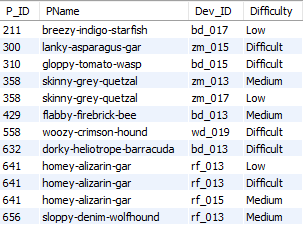 P_ID PName Dev_ID Difficulty
211 breezy-indigo-starfish bd_017 Low
300 lanky-asparagus-gar zm_015 Difficult
310 gloppy-tomato-wasp bd_015 Difficult
358 skinny-grey-quetzal zm_013 Medium
358 skinny-grey-quetzal zm_017 Low
429 flabby-firebrick-bee bd_013 Medium
558 woozy-crimson-hound wd_019 Difficult
632 dorky-heliotrope-barracuda bd_013 Difficult
641 homey-alizarin-gar rf_013 Low
641 homey-alizarin-gar rf_013 Difficult
641 homey-alizarin-gar rf_015 Medium
656 sloppy-denim-wolfhound rf_013 Medium